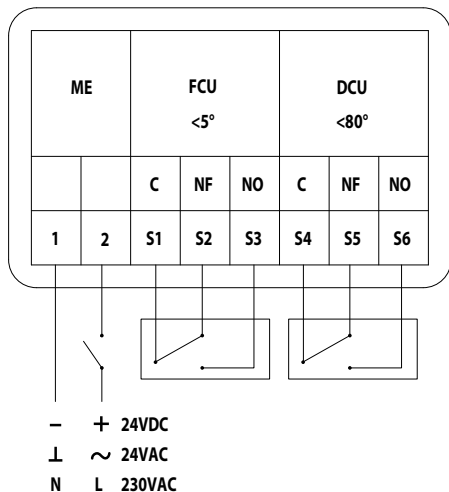 ME FCU DCU
<5° <80°
C NF NO C NF NO
1 2 S1 S2 S3 S4 S5 S6
– + 24VDC
⊥ ~ 24VAC
N L 230VAC